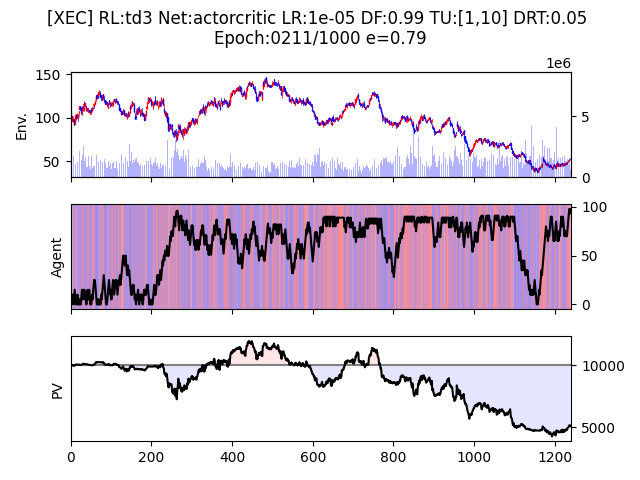 [XEC] RL:td3 Net:actorcritic LR:1e-05 DF:0.99 TU:[1,10] DRT:0.05
Epoch:0211/1000 e=0.79
1e6
150
100
50
Env.
5
0
Agent
100
50
0
PV
10000
5000
0 200 400 600 800 1000 1200